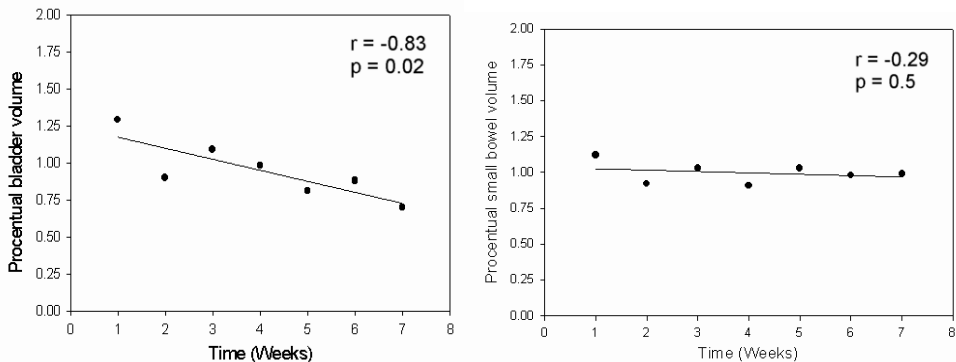 2.00
1.75
1.50
1.25
1.00
0.75
0.50
0.25
0.00
r = -0.83
p = 0.02
Procentual bladder volume
0 1 2 3 4 5 6 7 8
Time (Weeks)
2.00
1.75
1.50
1.25
1.00
0.75
0.50
0.25
0.00
r = -0.29
p = 0.5
Procentual small bowel volume
0 1 2 3 4 5 6 7 8
Time (Weeks)